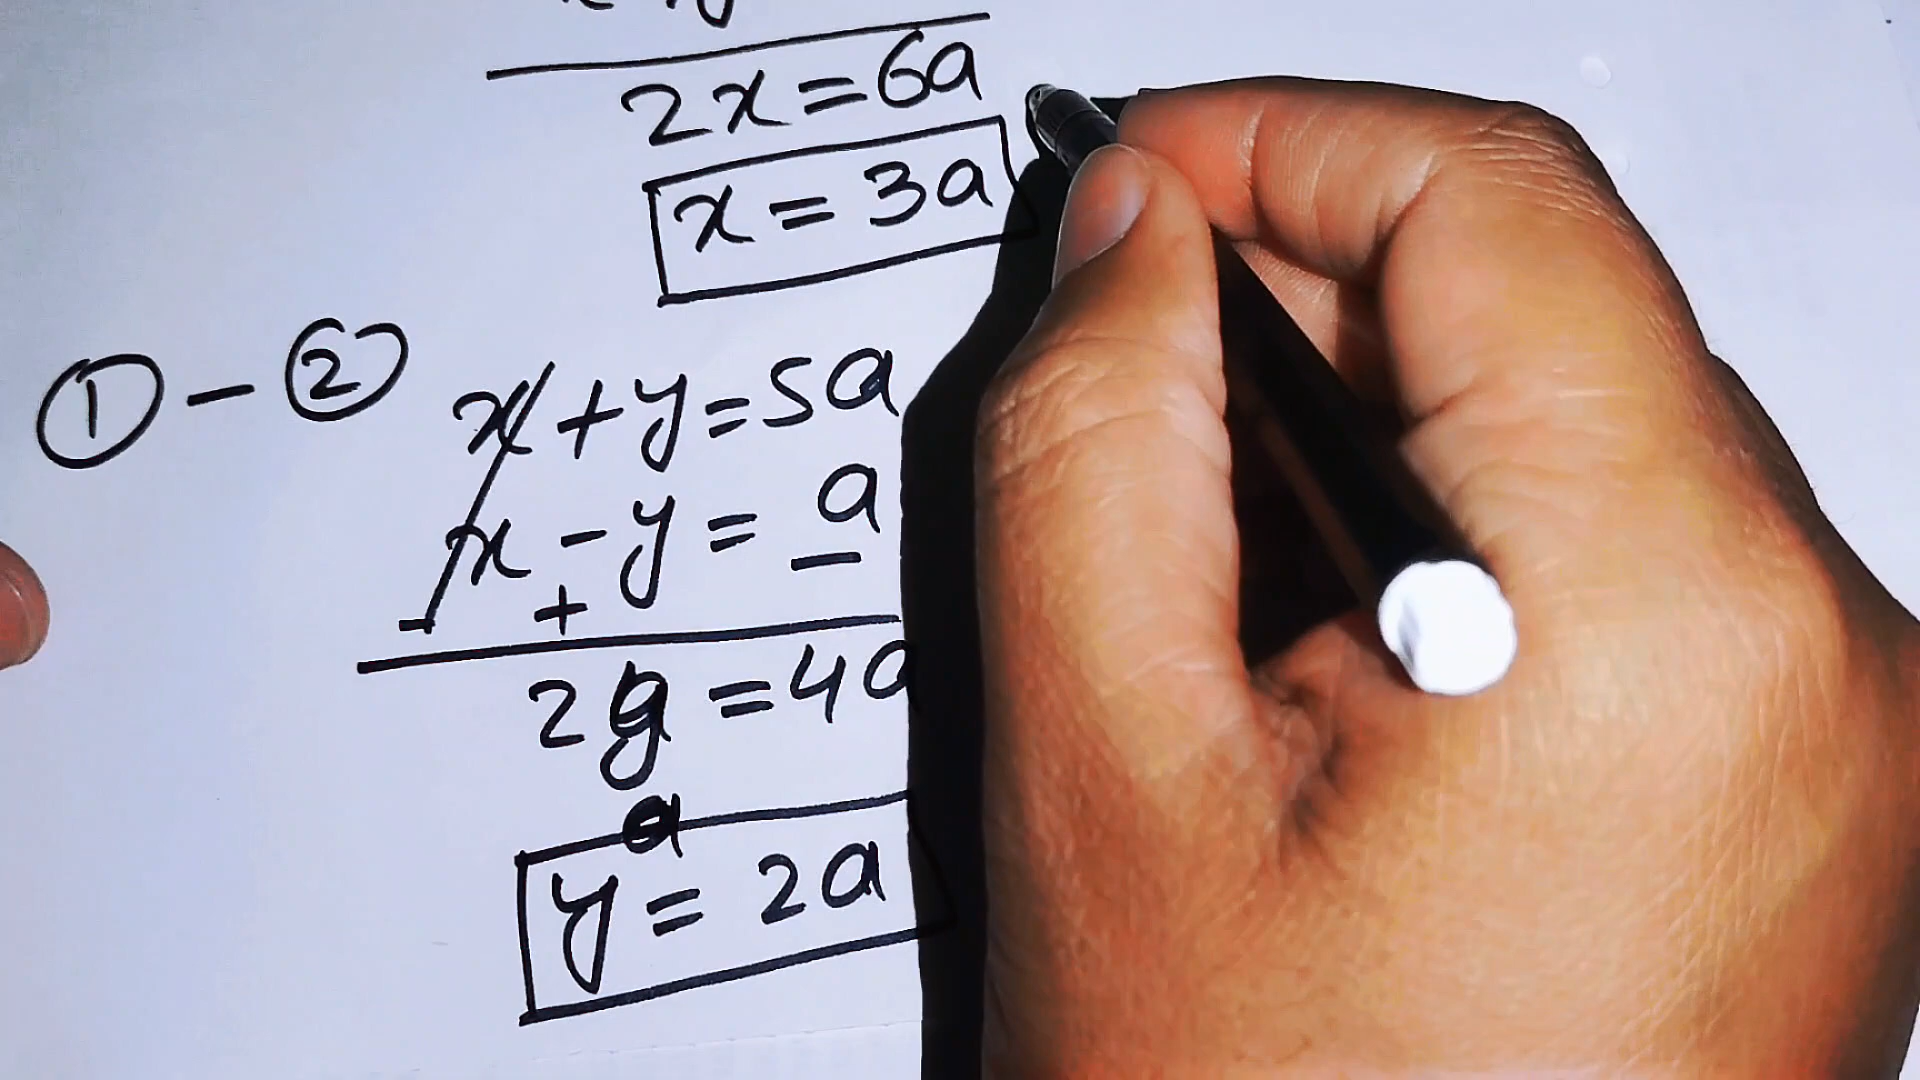 2x=6a
x = 3a
① - ② x + y = 5a
x - y = a
- + -
2y = 4a
y = 2a